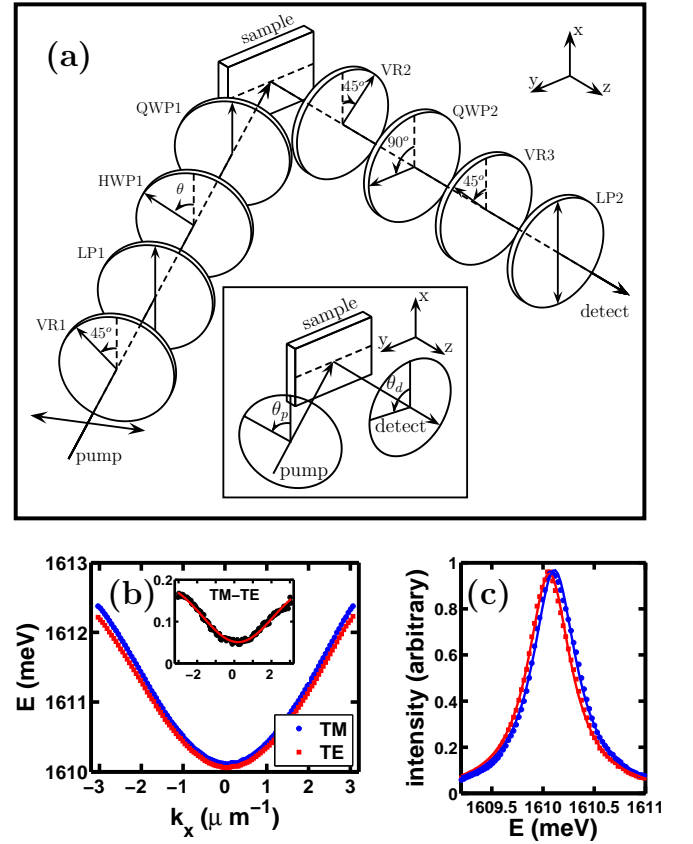 (a)
sample
x
y
z
VR2
45°
QWP1
QWP2
90°
VR3
45°
HWP1
θ
LP2
LP1
detect
VR1
45°
pump
sample
x
y
z
θp
θd
detect
pump
(b)
TM−TE
0.2
0.1
0
−2 0 2
1613
1612
1611
1610
E (meV)
TM
TE
−3 −2 −1 0 1 2 3
k_x (μ m⁻¹)
(c)
intensity (arbitrary)
1
0.8
0.6
0.4
0.2
0
1609.5 1610 1610.5 1611
E (meV)